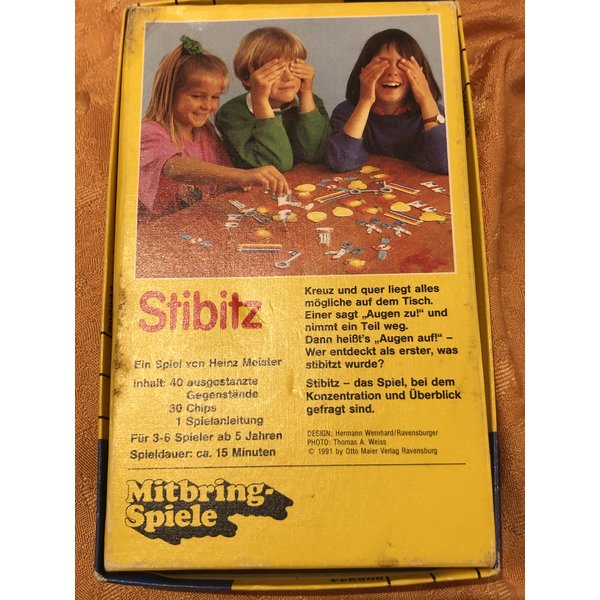 Stibitz
Ein Spiel von Heinz Meister
Inhalt: 40 ausgestanzte
Gegenstände
30 Chips
1 Spielanleitung
Für 3-6 Spieler ab 5 Jahren
Spieldauer: ca. 15 Minuten
Kreuz und quer liegt alles
mögliche auf dem Tisch.
Einer sagt „Augen zu!" und
nimmt ein Teil weg.
Dann heißt's „Augen auf!" –
Wer entdeckt als erster, was
stibitzt wurde?
Stibitz – das Spiel, bei dem
Konzentration und Überblick
gefragt sind.
DESIGN: Hermann Wernhard/Ravensburger
PHOTO: Thomas A. Weiss
© 1991 by Otto Maier Verlag Ravensburg
Mitbring-
Spiele